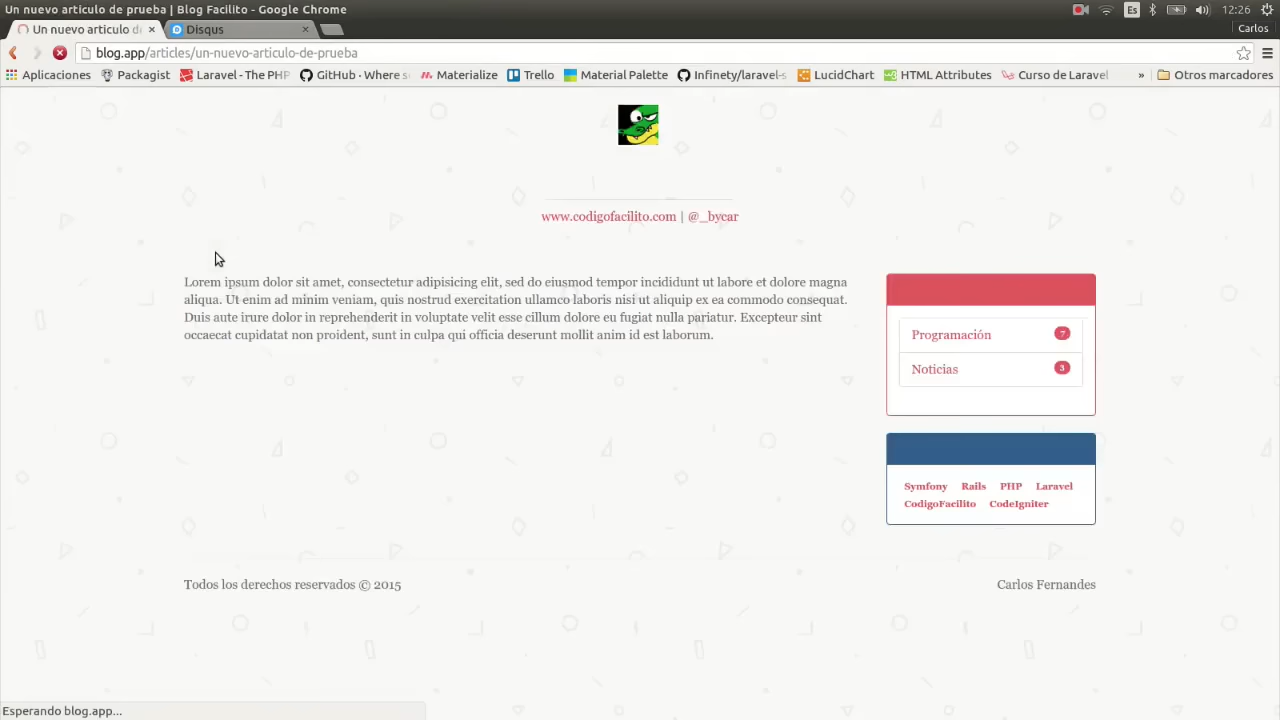 Un nuevo articulo de prueba | Blog Facilito - Google Chrome
Es
12:26
Un nuevo articulo d
Disqus
Carlos
blog.app/articles/un-nuevo-articulo-de-prueba
Aplicaciones
Packagist
Laravel - The PHP
GitHub · Where s
Materialize
Trello
Material Palette
Infinety/laravel-s
LucidChart
HTML Attributes
Curso de Laravel
»
Otros marcadores
www.codigofacilito.com | @_bycar
Lorem ipsum dolor sit amet, consectetur adipisicing elit, sed do eiusmod tempor incididunt ut labore et dolore magna
aliqua. Ut enim ad minim veniam, quis nostrud exercitation ullamco laboris nisi ut aliquip ex ea commodo consequat.
Duis aute irure dolor in reprehenderit in voluptate velit esse cillum dolore eu fugiat nulla pariatur. Excepteur sint
occaecat cupidatat non proident, sunt in culpa qui officia deserunt mollit anim id est laborum.
Programación 7
Noticias 3
Symfony Rails PHP Laravel
CodigoFacilito CodeIgniter
Todos los derechos reservados © 2015
Carlos Fernandes
Esperando blog.app...